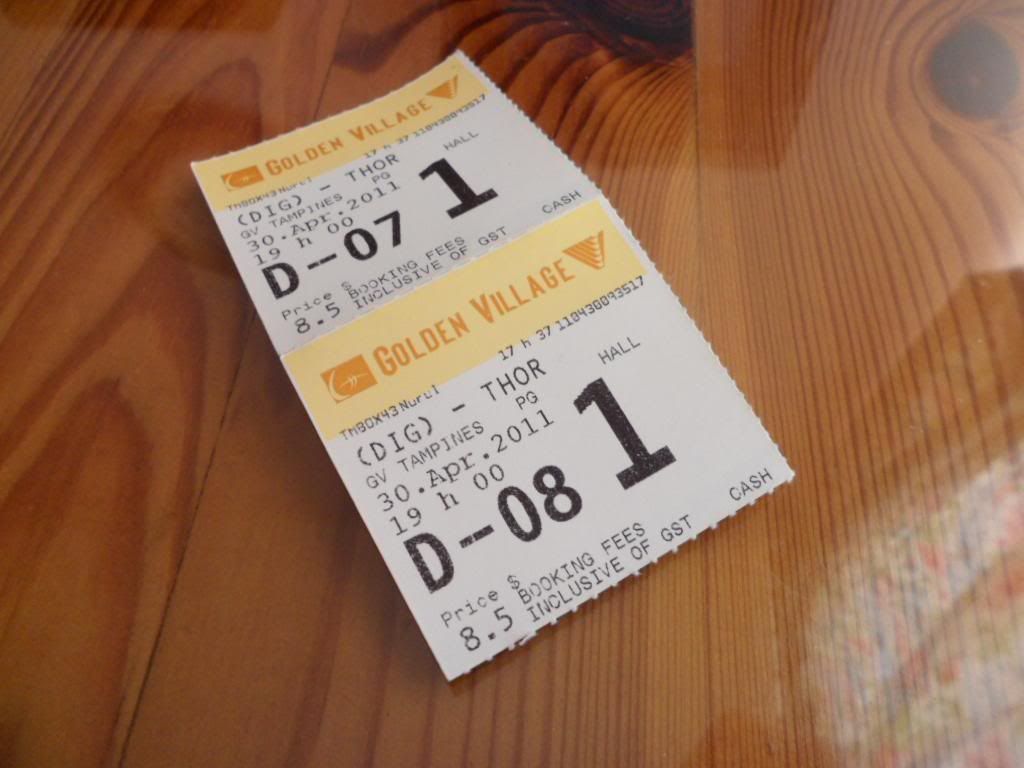 GOLDEN VILLAGE
17 h 37 110430093517
(DIG) - THOR
GV TAMPINES PG
30.Apr.2011
19 h 00
HALL
1
D--07
Price $ BOOKING FEES
8.5 INCLUSIVE OF GST
CASH
GOLDEN VILLAGE
17 h 37 110430093517
(DIG) - THOR
GV TAMPINES PG
30.Apr.2011
19 h 00
HALL
1
D--08
Price $ BOOKING FEES
8.5 INCLUSIVE OF GST
CASH